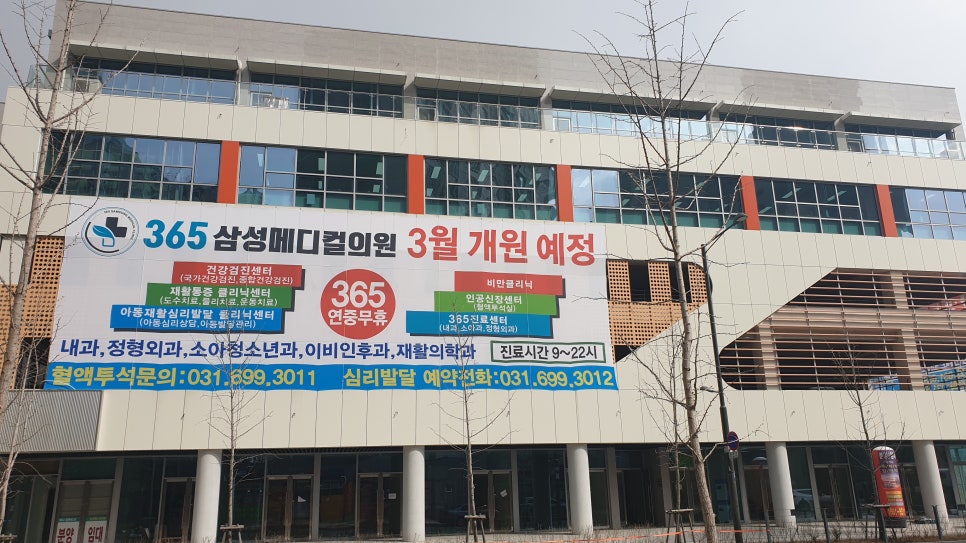 365 삼성메디컬의원 3월 개원 예정
건강검진센터
(국가건강검진,종합건강검진)
재활통증 클리닉센터
(도수치료,물리치료,운동치료)
아동재활심리발달 클리닉센터
(아동심리상담,아동발달관리)
365
연중무휴
비만클리닉
인공신장센터
(혈액투석실)
365진료센터
(내과,소아과,정형외과)
내과,정형외과,소아청소년과,이비인후과,재활의학과
진료시간 9~22시
혈액투석문의:031.699.3011 심리발달 예약전화:031.699.3012
분양 임대